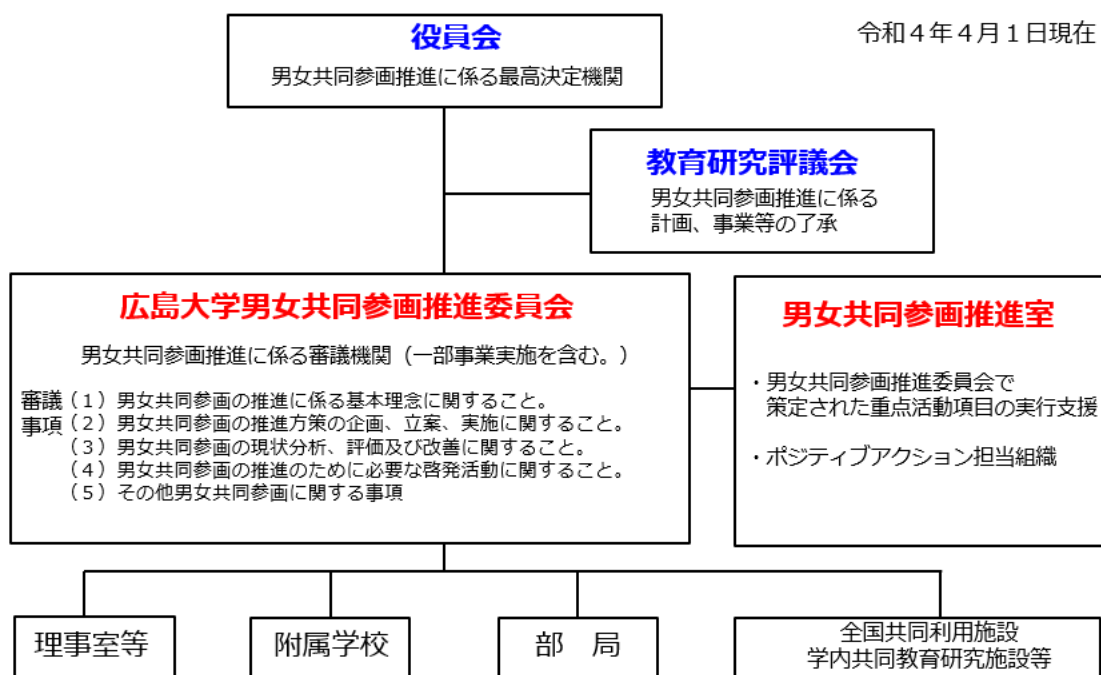 令和４年４月１日現在
役員会
男女共同参画推進に係る最高決定機関
教育研究評議会
男女共同参画推進に係る
計画、事業等の了承
広島大学男女共同参画推進委員会
男女共同参画推進に係る審議機関（一部事業実施を含む。）
審議（１）男女共同参画の推進に係る基本理念に関すること。
事項（２）男女共同参画の推進方策の企画、立案、実施に関すること。
（３）男女共同参画の現状分析、評価及び改善に関すること。
（４）男女共同参画の推進のために必要な啓発活動に関すること。
（５）その他男女共同参画に関する事項
男女共同参画推進室
・男女共同参画推進委員会で
策定された重点活動項目の実行支援
・ポジティブアクション担当組織
理事室等
附属学校
部　局
全国共同利用施設
学内共同教育研究施設等